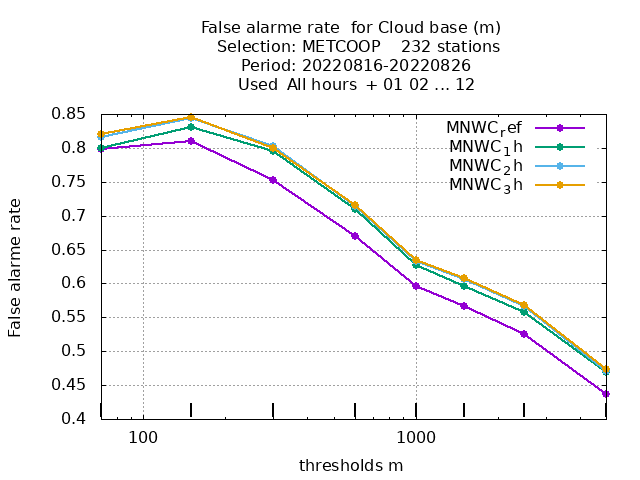 False alarme rate  for Cloud base (m)
Selection: METCOOP    232 stations
Period: 20220816-20220826
Used  All hours  + 01 02 ... 12
0.85
0.8
0.75
0.7
0.65
0.6
0.55
0.5
0.45
0.4
False alarme rate
MNWC_ref
MNWC_1h
MNWC_2h
MNWC_3h
100
1000
thresholds m